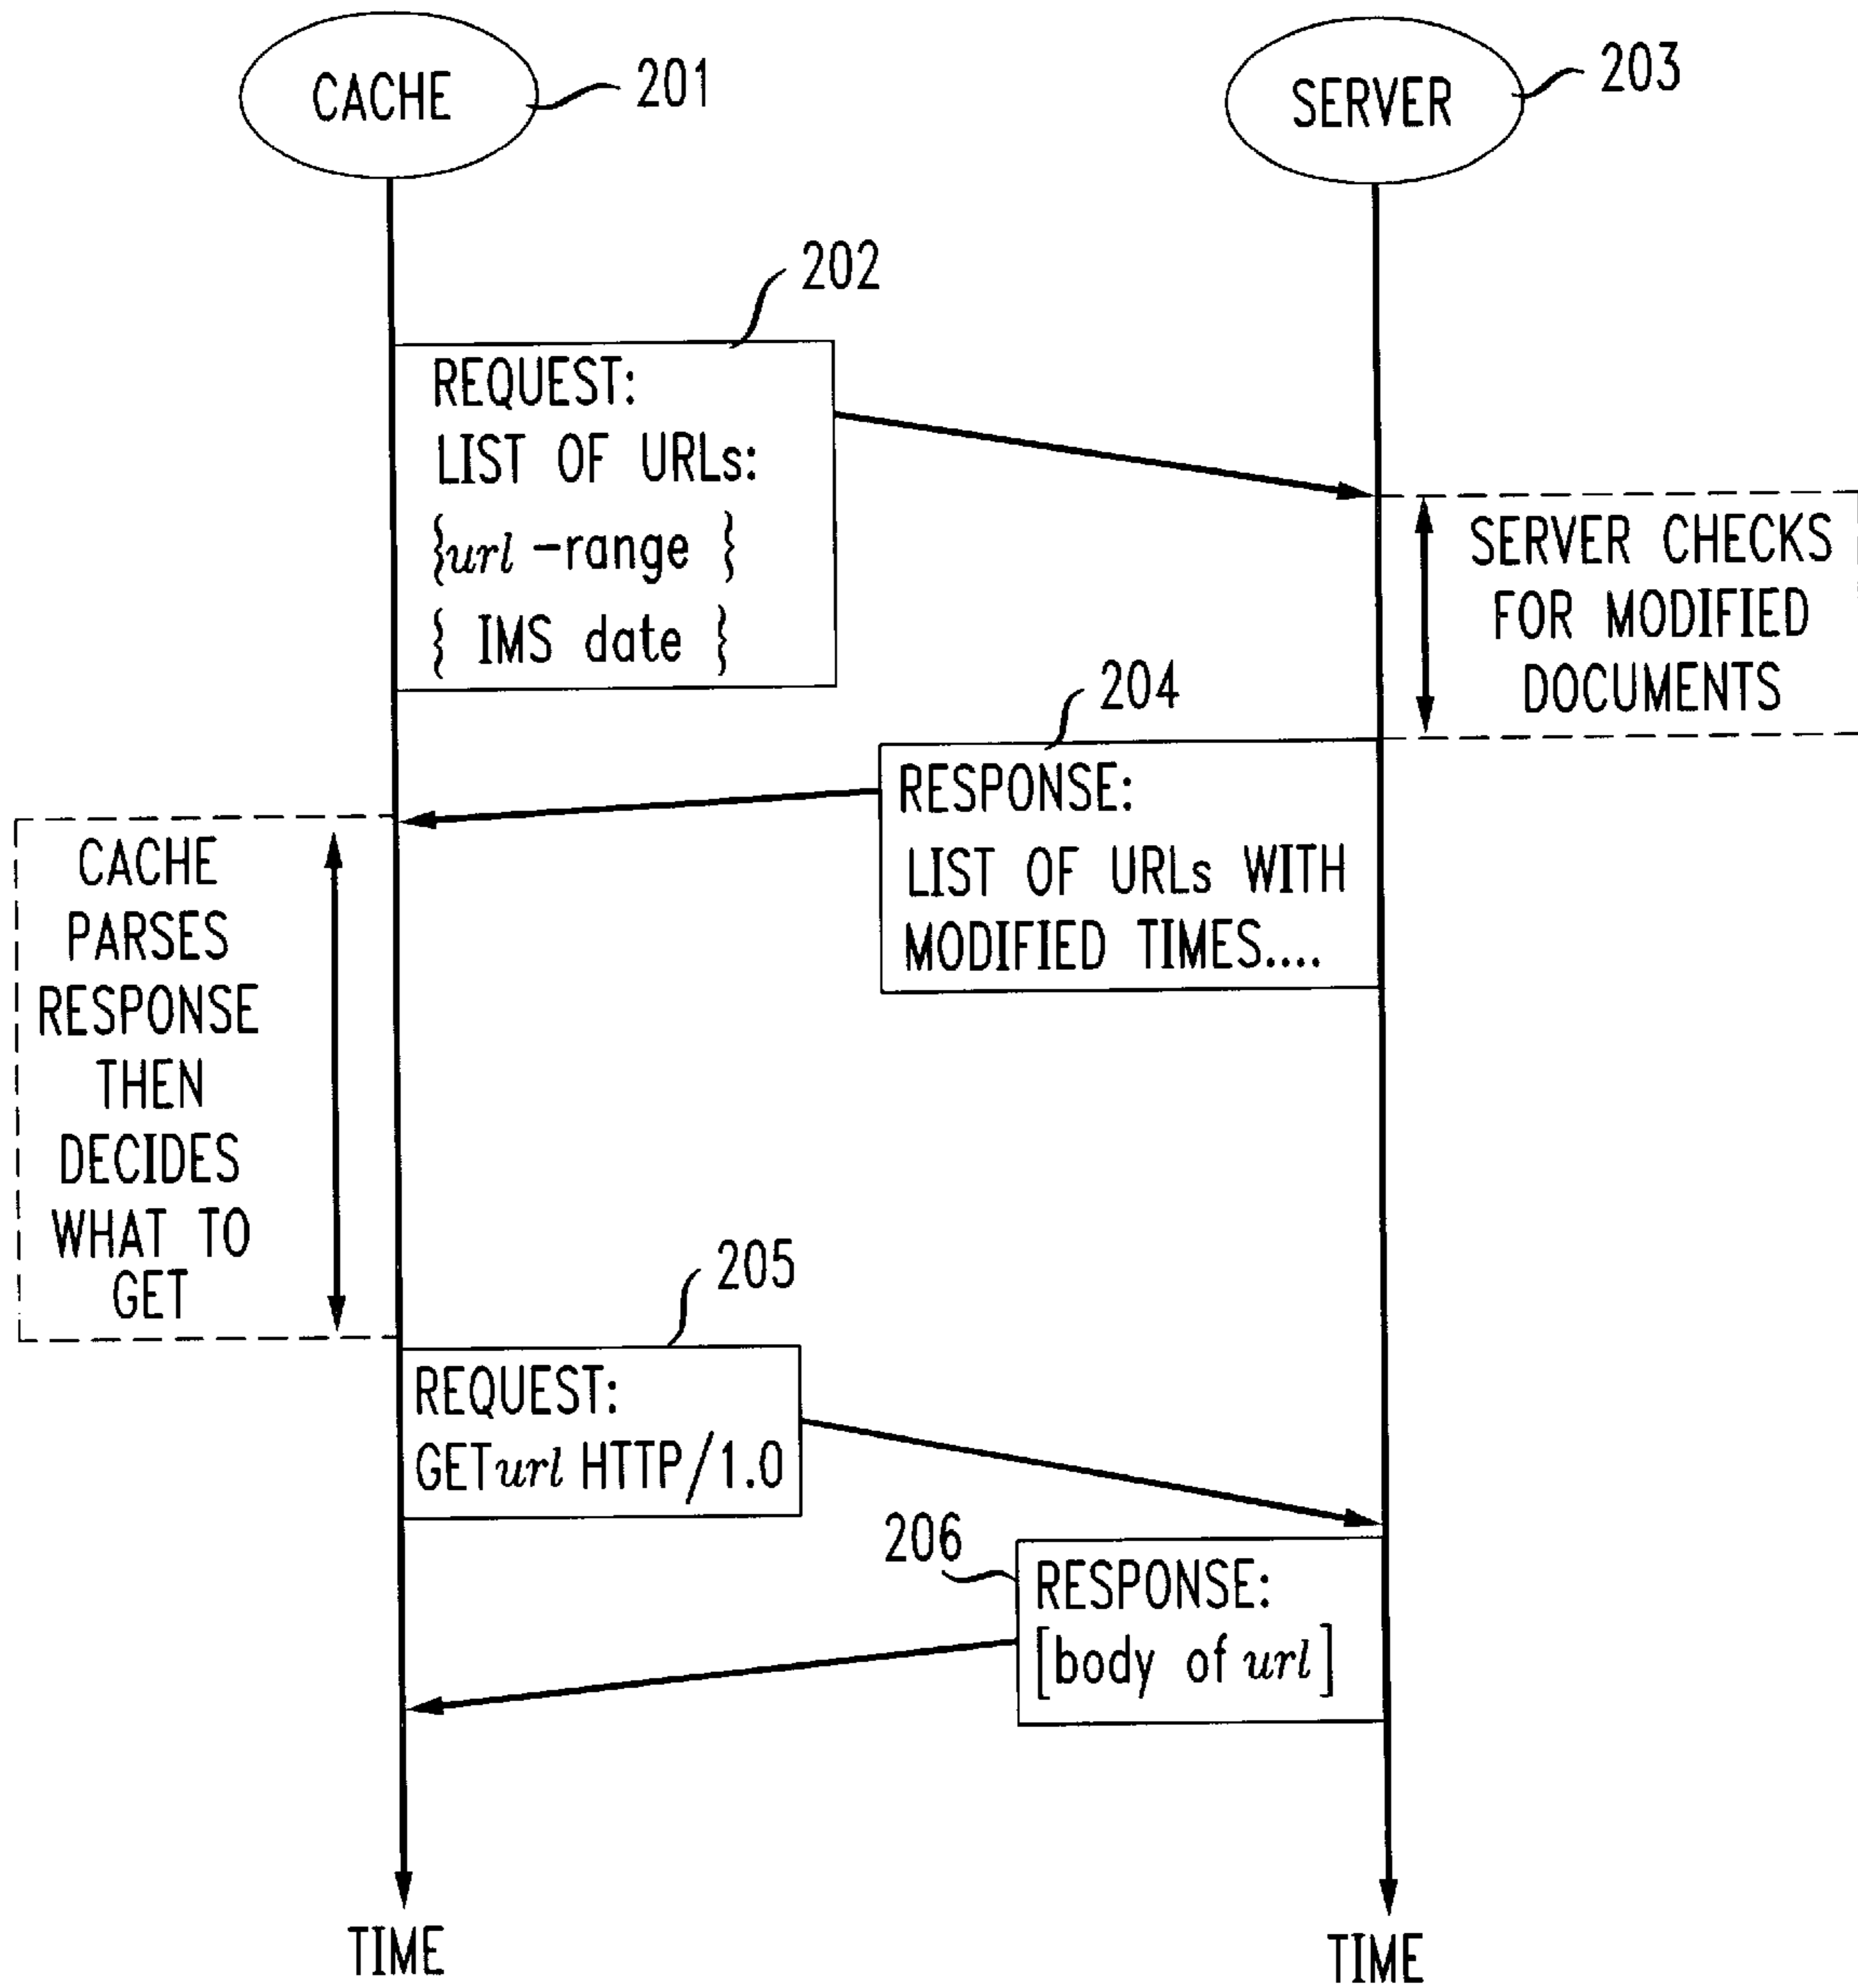 CACHE
201
SERVER
203
202
REQUEST:
LIST OF URLs:
{url -range }
{ IMS date }
SERVER CHECKS
FOR MODIFIED
DOCUMENTS
204
RESPONSE:
LIST OF URLs WITH
MODIFIED TIMES....
CACHE
PARSES
RESPONSE
THEN
DECIDES
WHAT TO
GET
205
REQUEST:
GET url HTTP/1.0
206
RESPONSE:
[body of url]
TIME
TIME